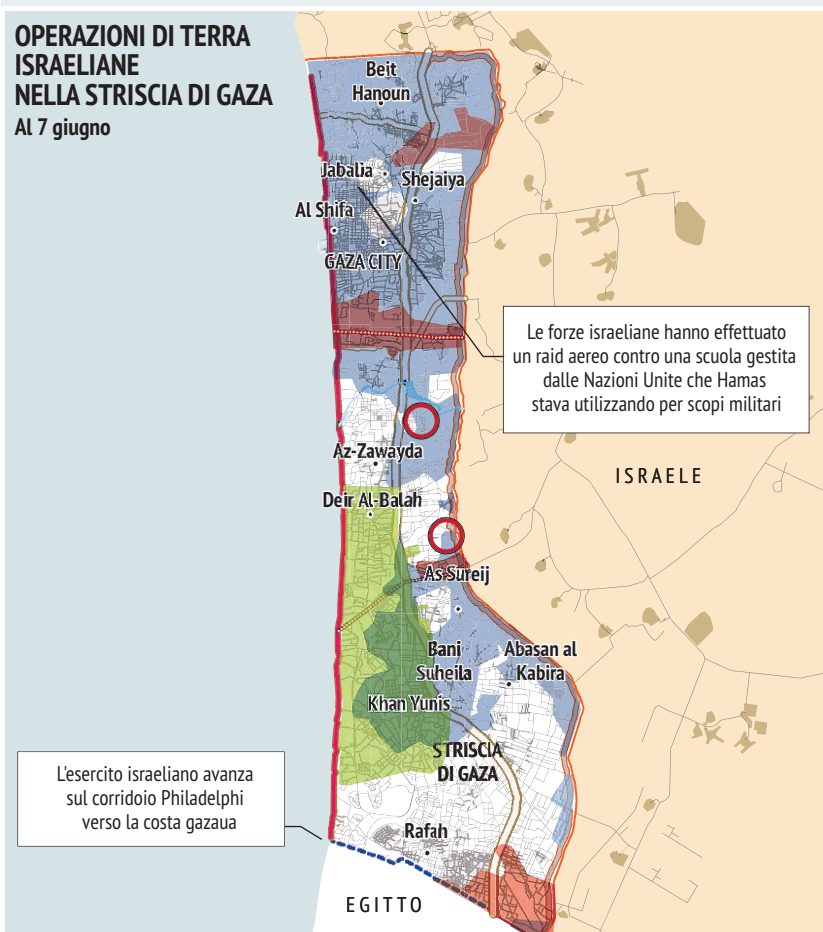 OPERAZIONI DI TERRA
ISRAELIANE
NELLA STRISCIA DI GAZA
Al 7 giugno
Beit
Hanoun
Jabalia
Shejaiya
Al Shifa
GAZA CITY
Le forze israeliane hanno effettuato
un raid aereo contro una scuola gestita
dalle Nazioni Unite che Hamas
stava utilizzando per scopi militari
Az-Zawayda
ISRAELE
Deir Al-Balah
As Sureij
Bani
Suheila
Abasan al
Kabira
Khan Yunis
STRISCIA
DI GAZA
L'esercito israeliano avanza
sul corridoio Philadelphi
verso la costa gazaua
Rafah
EGITTO